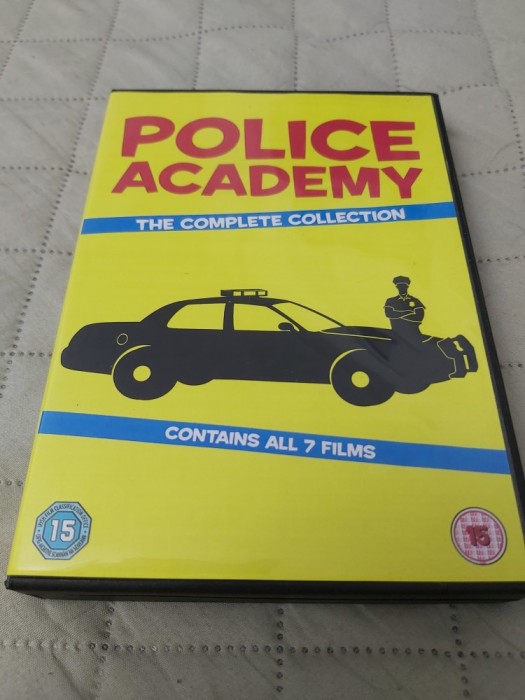 POLICE
ACADEMY
THE COMPLETE COLLECTION
CONTAINS ALL 7 FILMS
15
15